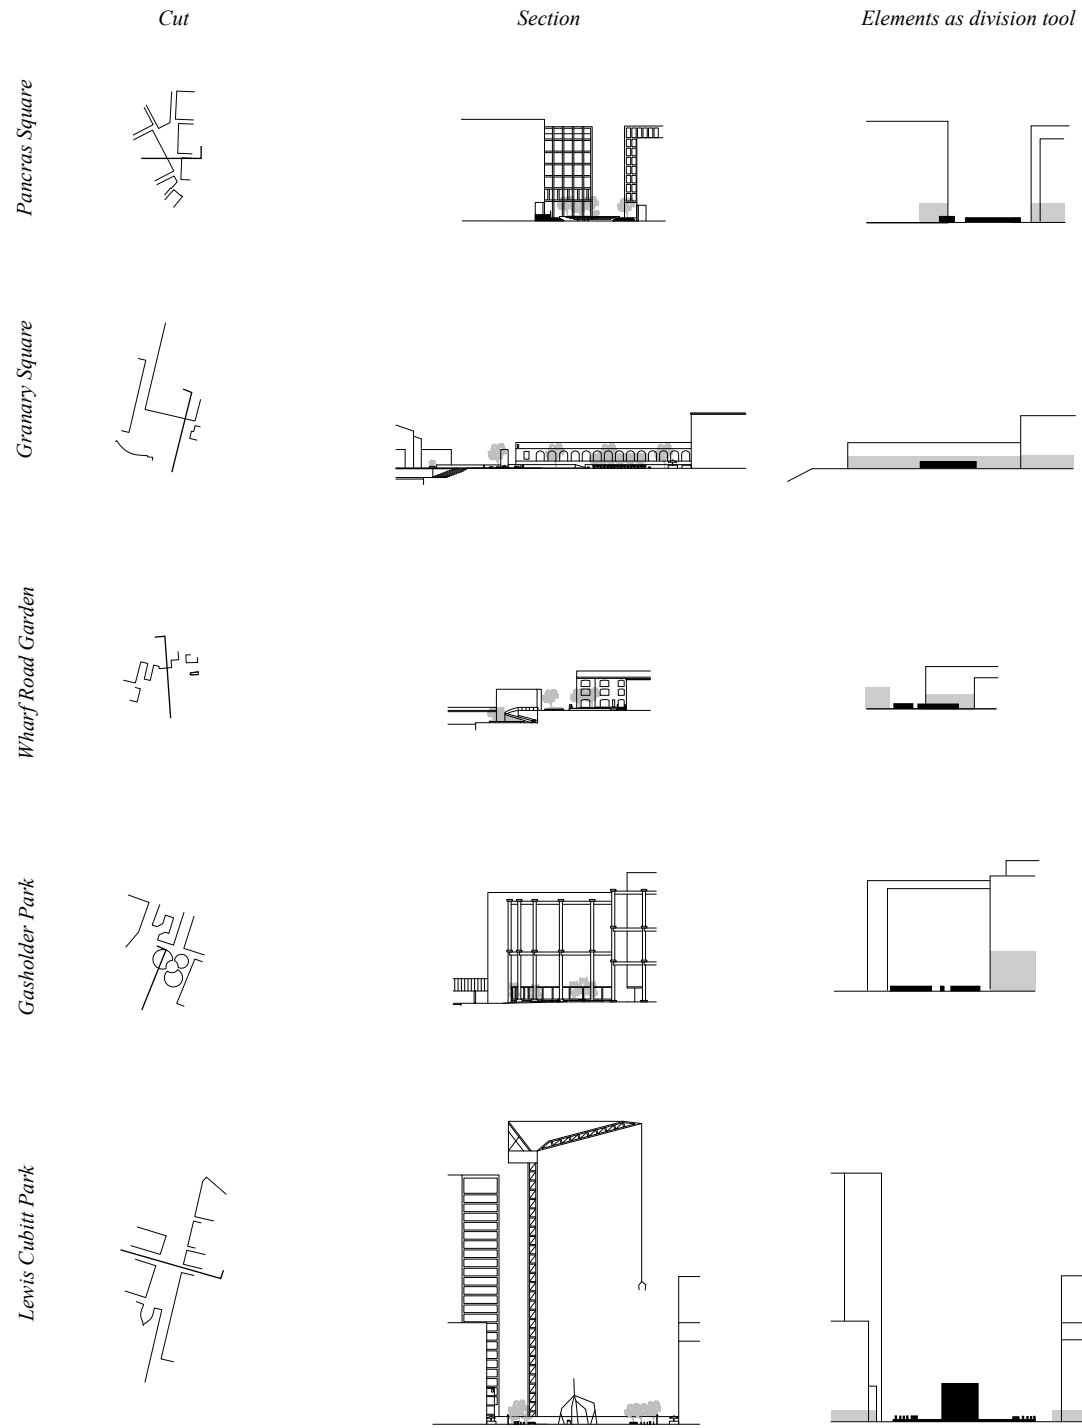 Cut
Section
Elements as division tool
Pancras Square
Granary Square
Wharf Road Garden
Gasholder Park
Lewis Cubitt Park